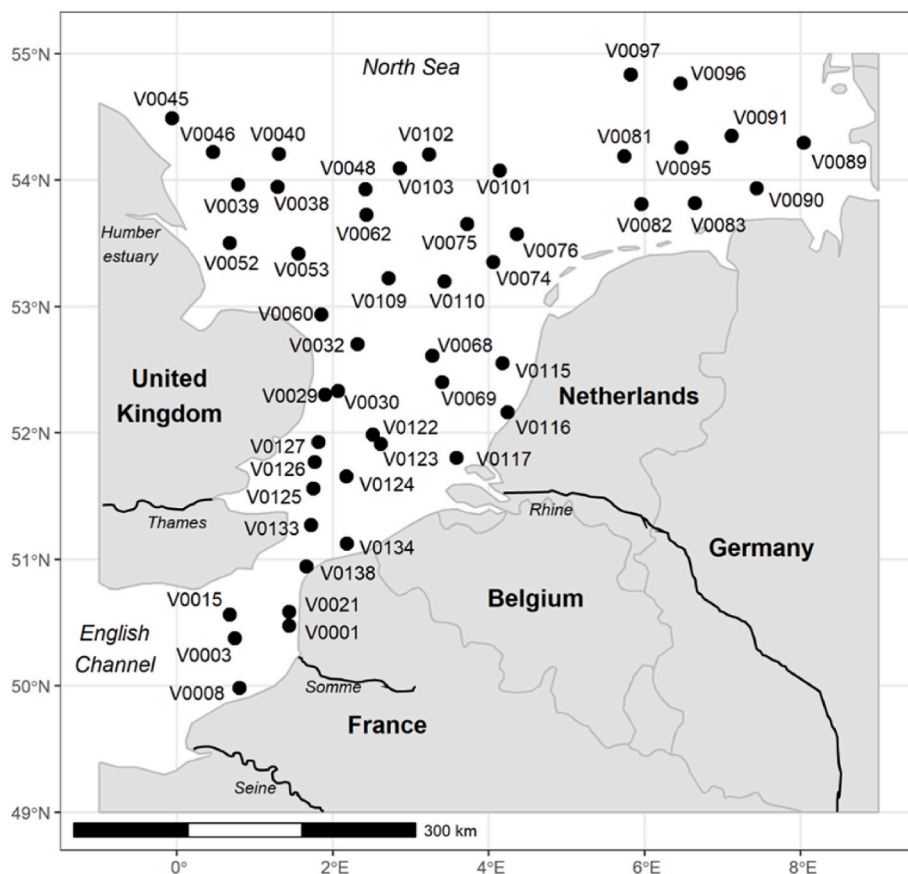 55°N
North Sea
V0097
V0096
V0045
V0046
V0040
V0048
V0102
V0081
V0091
V0095
V0089
54°N
V0039
V0038
V0103
V0101
V0062
V0082
V0083
V0090
Humber
estuary
V0052
V0053
V0075
V0076
V0074
V0109
V0110
53°N
V0060
V0032
V0068
V0115
United
Kingdom
V0029
V0030
V0069
Netherlands
V0116
52°N
V0127
V0122
V0123
V0117
V0126
V0124
V0125
Thames
Rhine
V0133
V0134
Germany
51°N
V0138
V0015
V0021
Belgium
V0001
English
Channel
V0003
50°N
V0008
Somme
France
Seine
49°N
300 km
0°
2°E
4°E
6°E
8°E